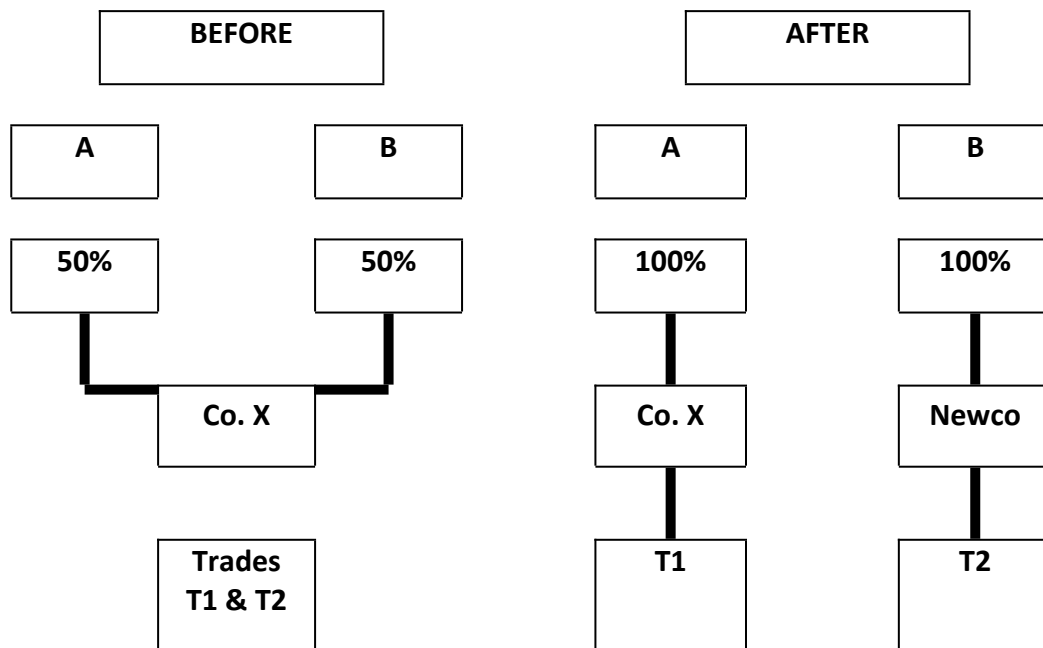 BEFORE
AFTER
A
B
A
B
50%
50%
100%
100%
Co. X
Co. X
Newco
Trades
T1 & T2
T1
T2